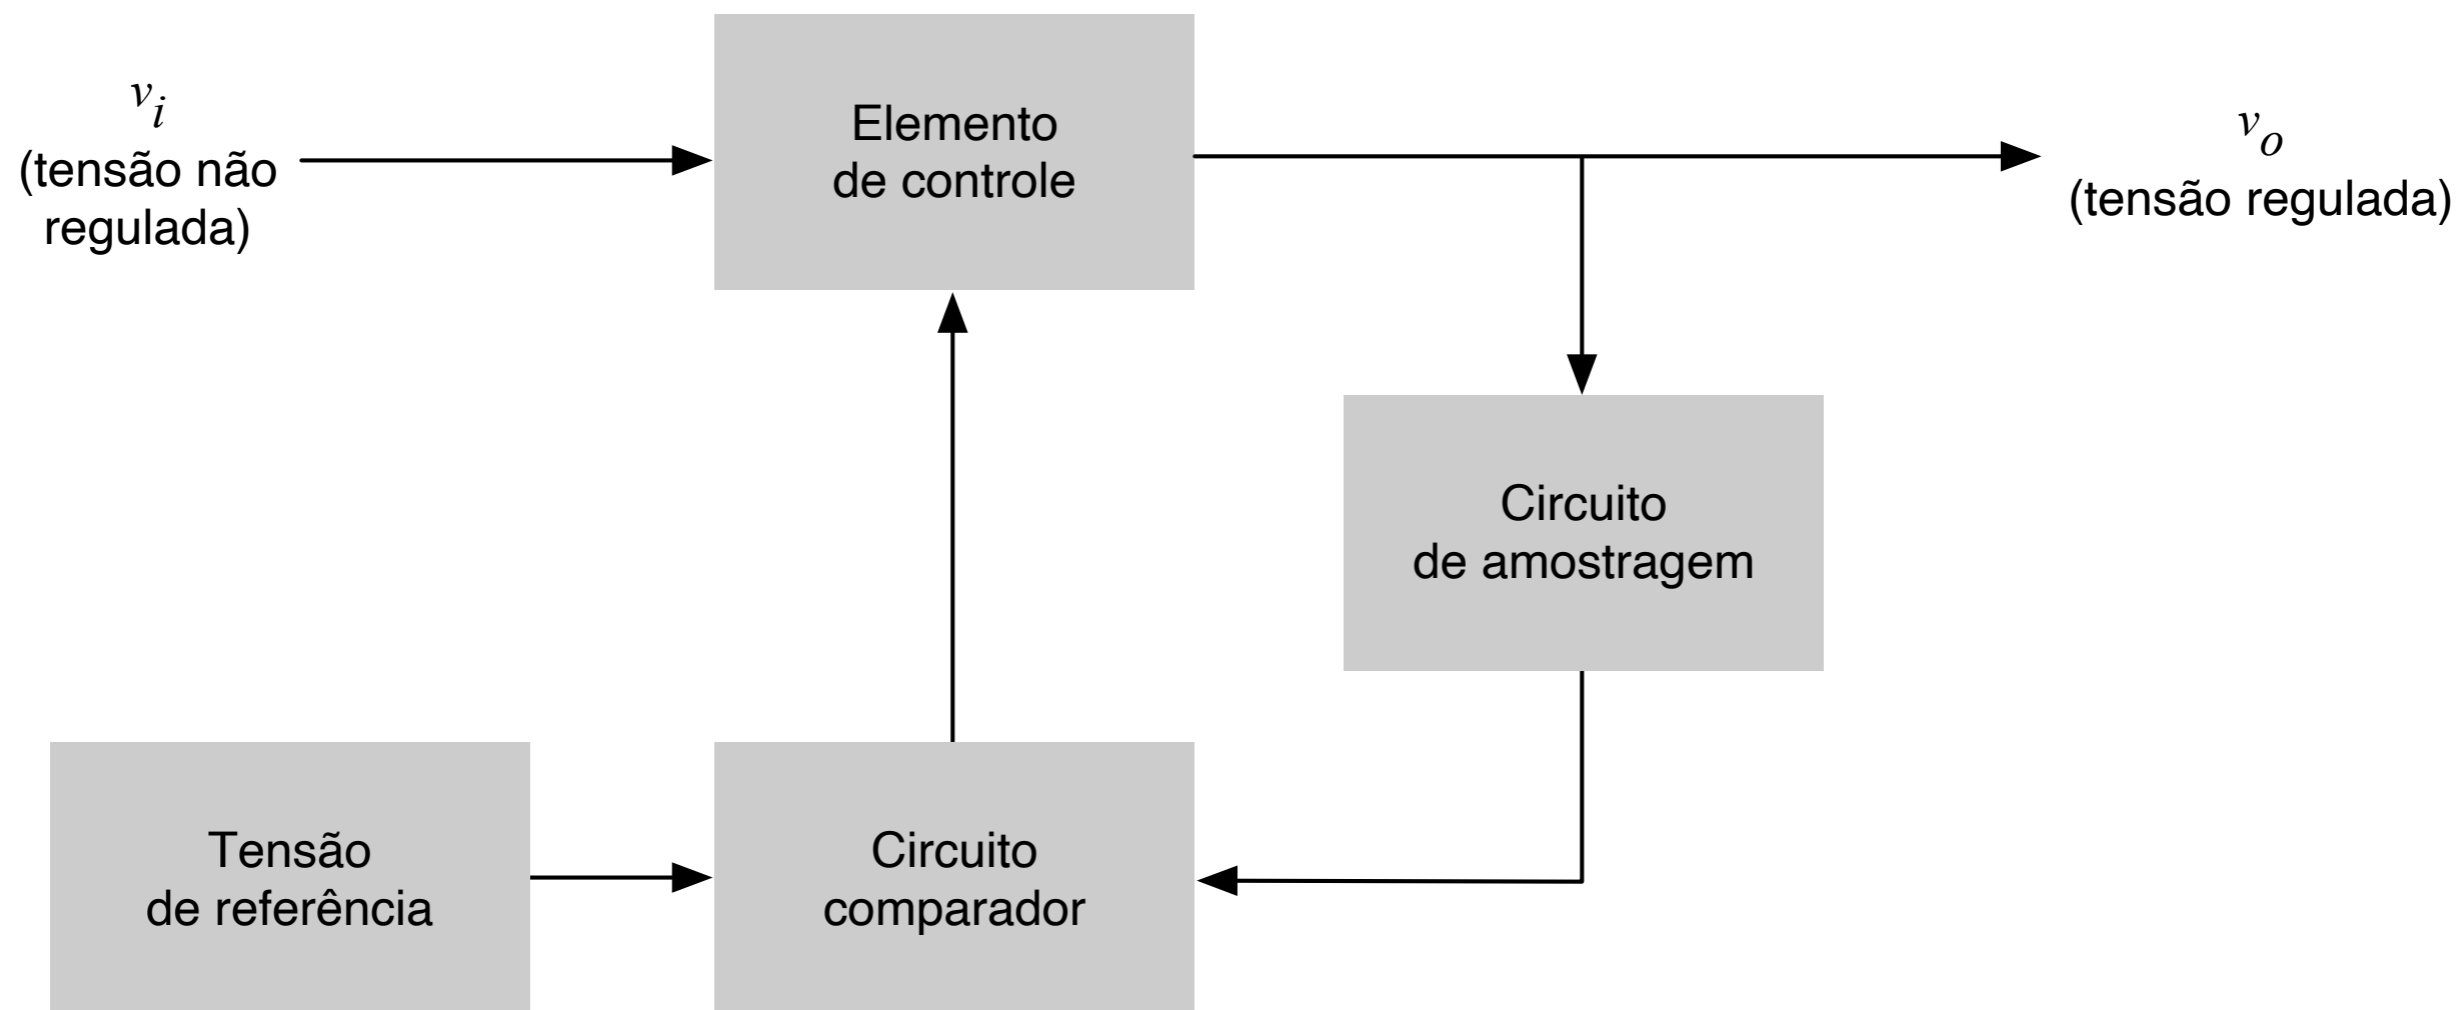 v_i
(tensão não
regulada)
Elemento
de controle
v_o
(tensão regulada)
Circuito
de amostragem
Tensão
de referência
Circuito
comparador